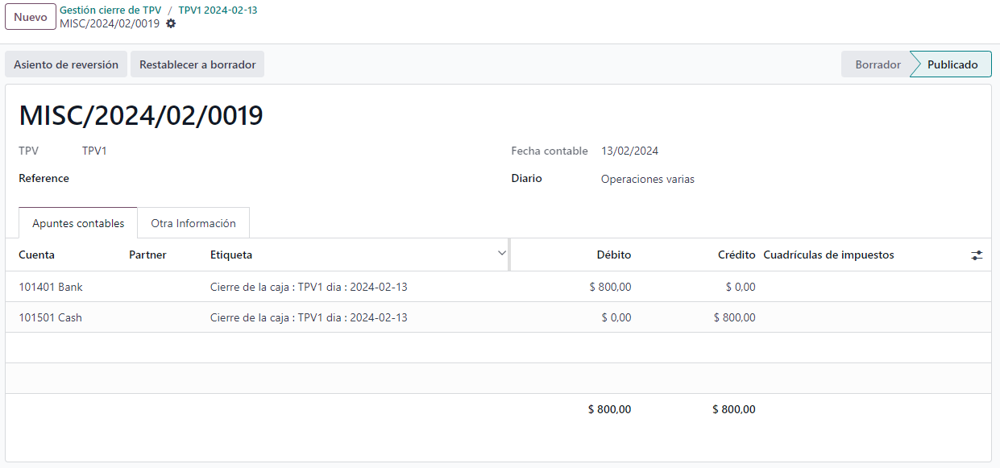 Nuevo
Gestión cierre de TPV / TPV1 2024-02-13
MISC/2024/02/0019
Asiento de reversión Restablecer a borrador Borrador Publicado
MISC/2024/02/0019
TPV TPV1 Fecha contable 13/02/2024
Reference Diario Operaciones varias
Apuntes contables Otra Información
Cuenta Partner Etiqueta Débito Crédito Cuadrículas de impuestos
101401 Bank Cierre de la caja : TPV1 dia : 2024-02-13 $ 800,00 $ 0,00
101501 Cash Cierre de la caja : TPV1 dia : 2024-02-13 $ 0,00 $ 800,00
$ 800,00 $ 800,00